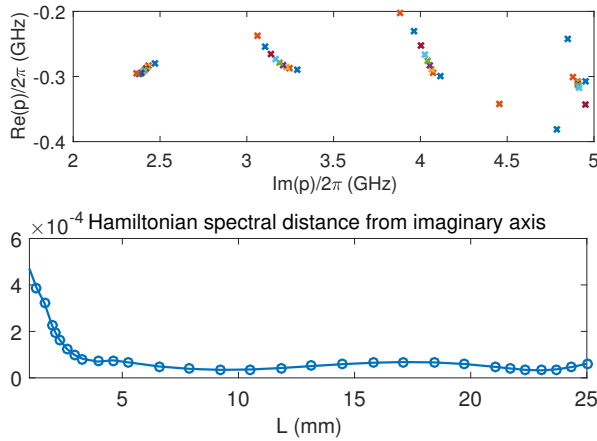 -0.2
-0.3
-0.4
Re(p)/2π (GHz)
2 2.5 3 3.5 4 4.5 5
Im(p)/2π (GHz)
×10⁻⁴ Hamiltonian spectral distance from imaginary axis
6
4
2
0
5 10 15 20 25
L (mm)